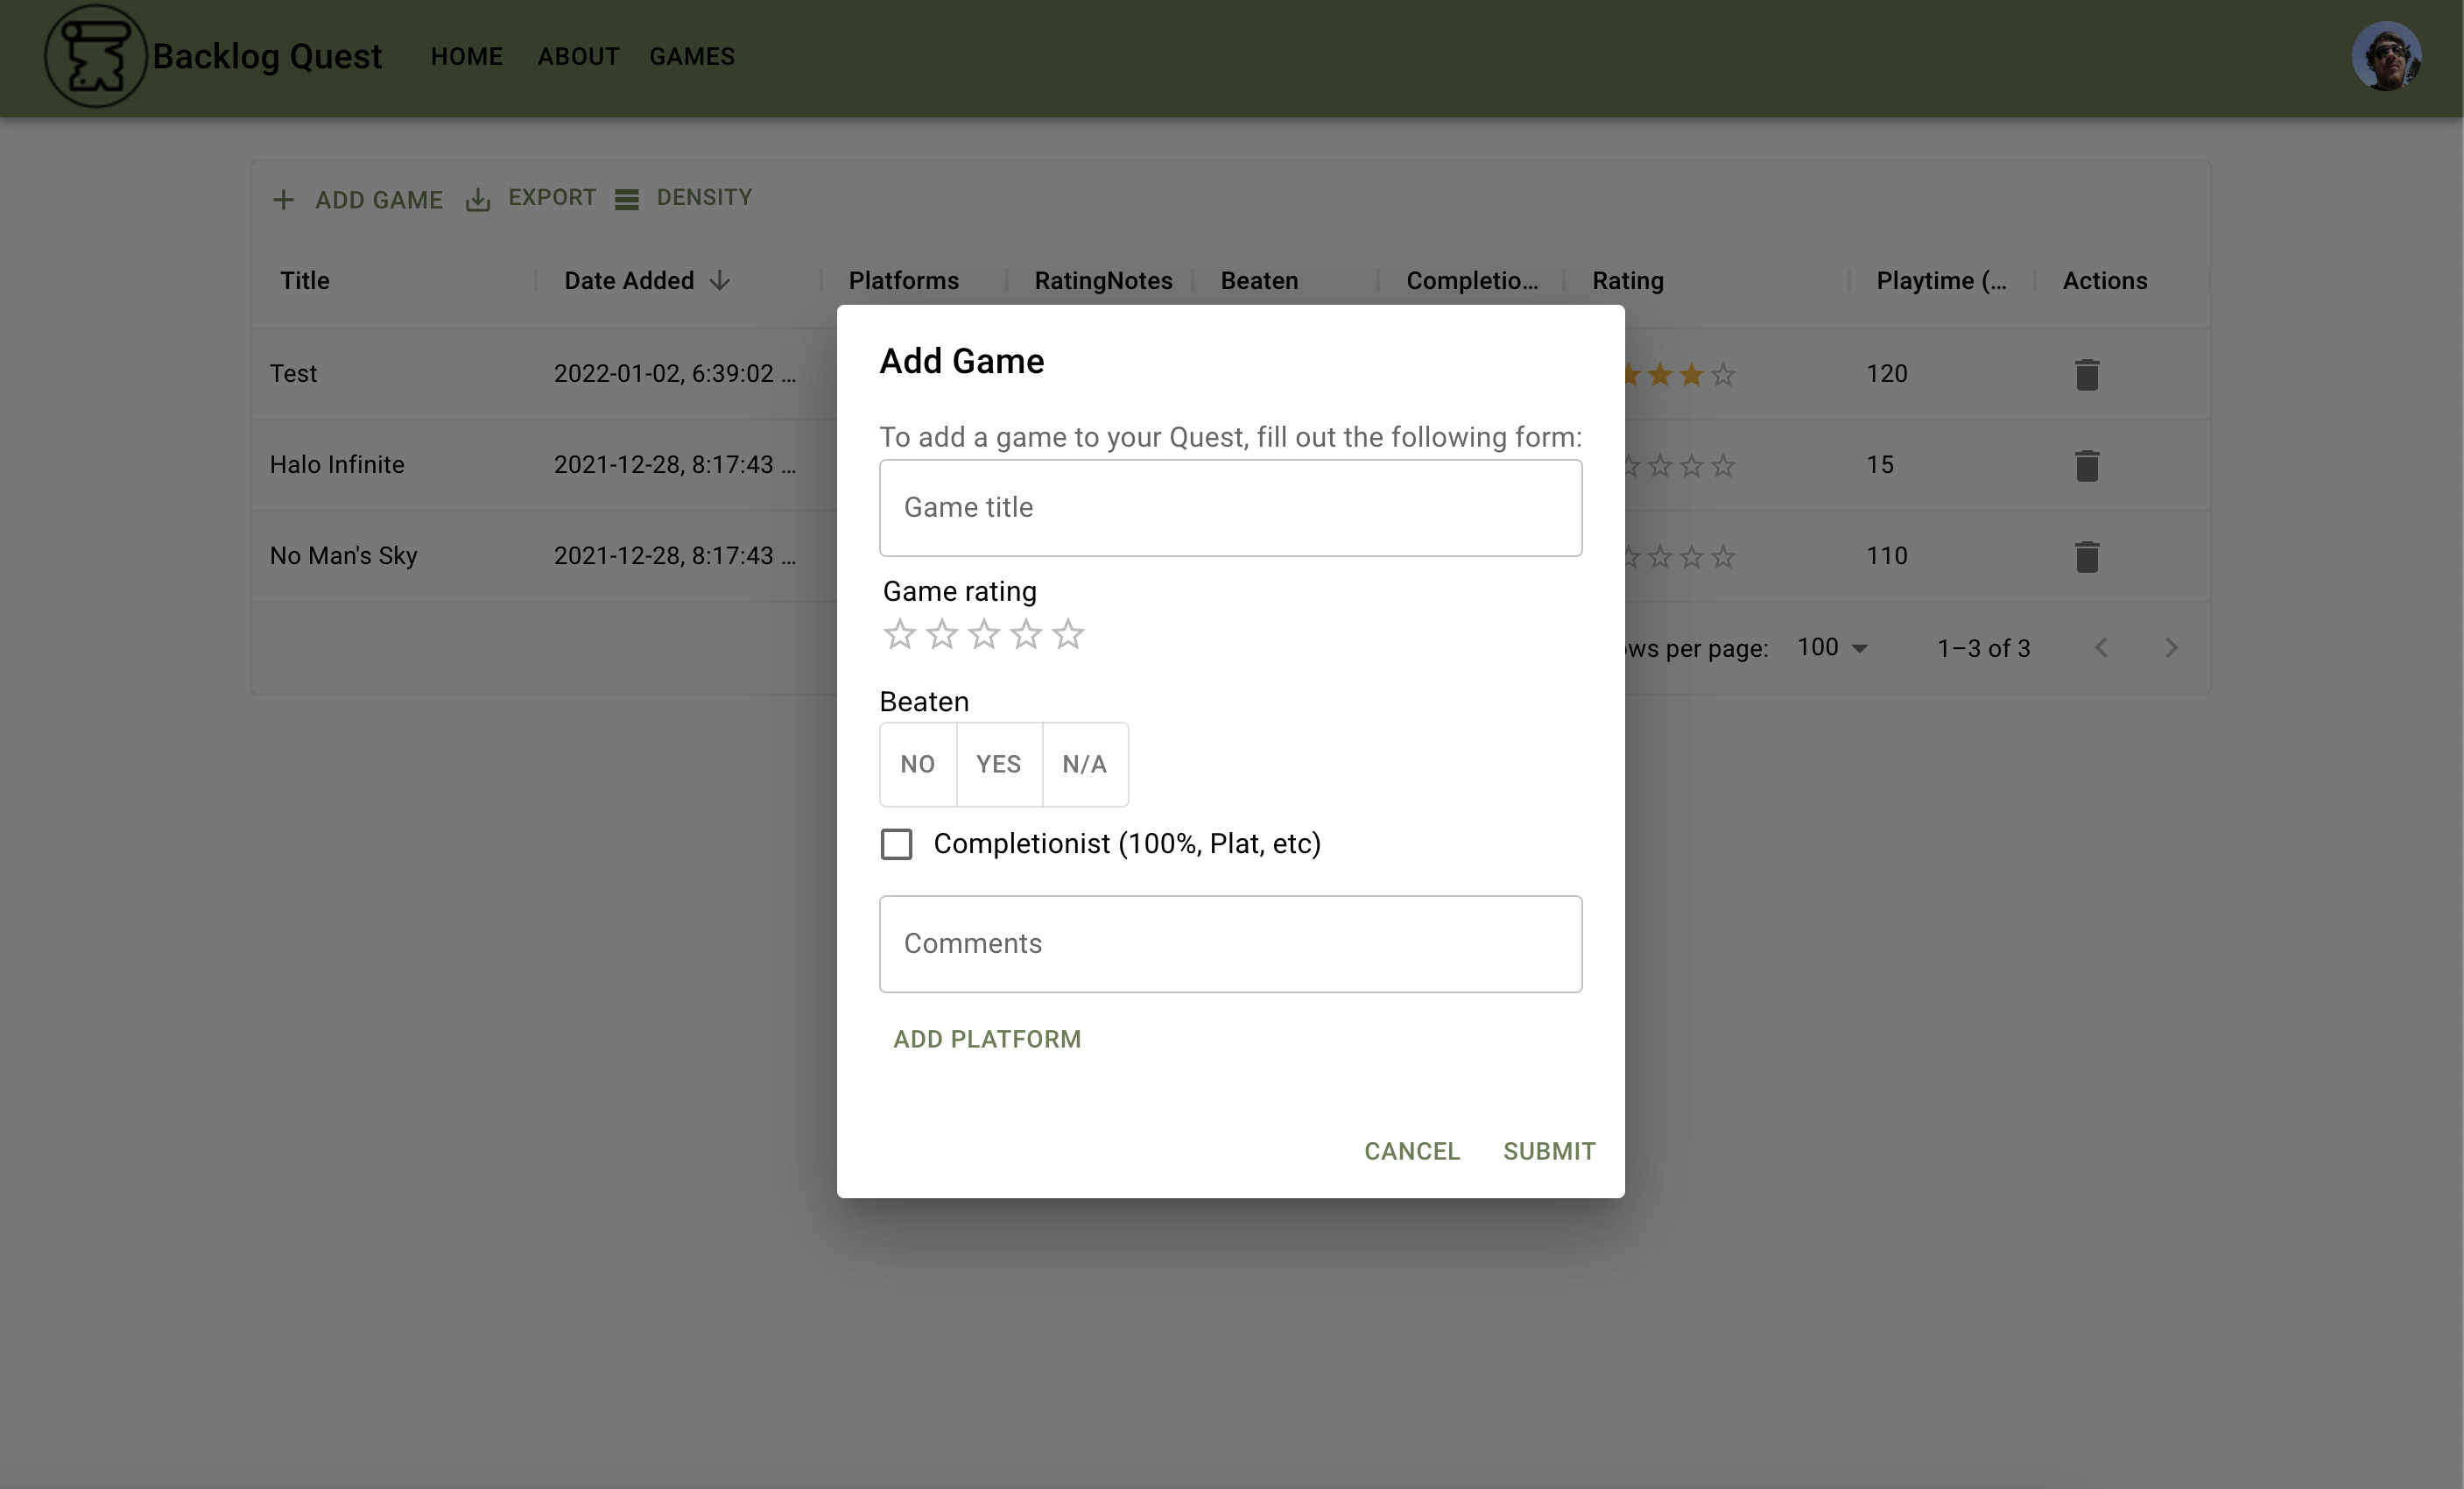 Backlog Quest HOME ABOUT GAMES
ADD GAME EXPORT DENSITY
Title Date Added Platforms RatingNotes Beaten Completio... Rating Playtime (... Actions
Test 2022-01-02, 6:39:02 ... 120
Halo Infinite 2021-12-28, 8:17:43 ... 15
No Man's Sky 2021-12-28, 8:17:43 ... 110
per page: 100 1–3 of 3
Add Game
To add a game to your Quest, fill out the following form:
Game title
Game rating
Beaten
NO YES N/A
Completionist (100%, Plat, etc)
Comments
ADD PLATFORM
CANCEL SUBMIT